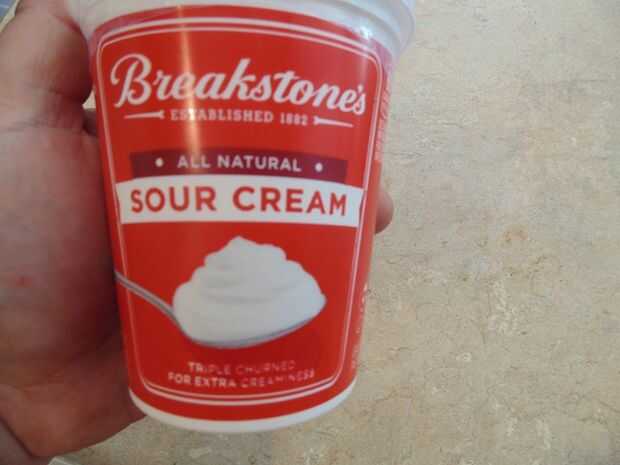 Breakstone's
ESTABLISHED 1882
• ALL NATURAL •
SOUR CREAM
TRIPLE CHURNED
FOR EXTRA CREAMINESS